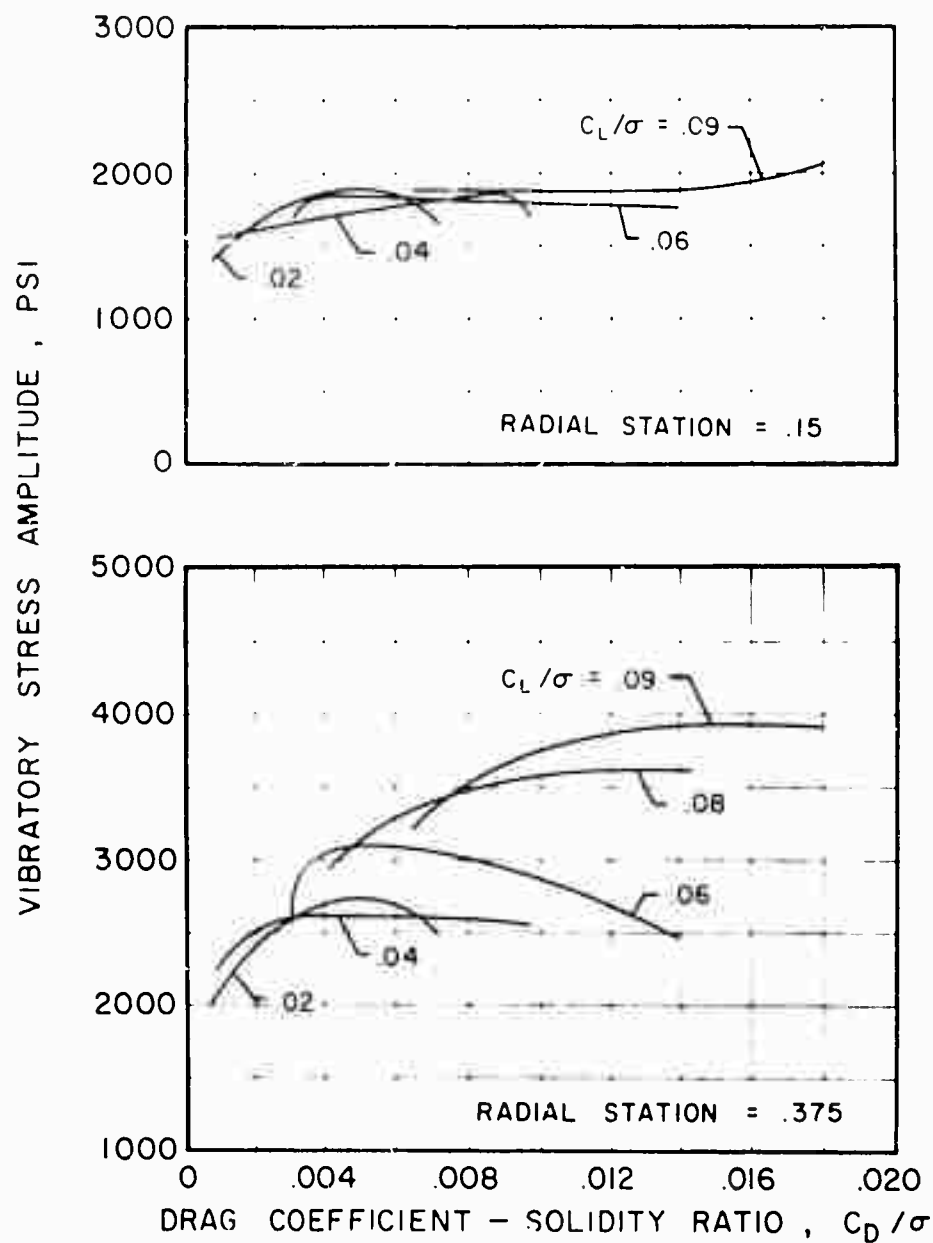 VIBRATORY STRESS AMPLITUDE , PSI
3000
2000
1000
0
C_L/σ = .09
.06
.04
.02
RADIAL STATION = .15
5000
4000
3000
2000
1000
C_L/σ = .09
.08
.06
.04
.02
RADIAL STATION = .375
0 .004 .008 .012 .016 .020
DRAG COEFFICIENT – SOLIDITY RATIO , C_D/σ